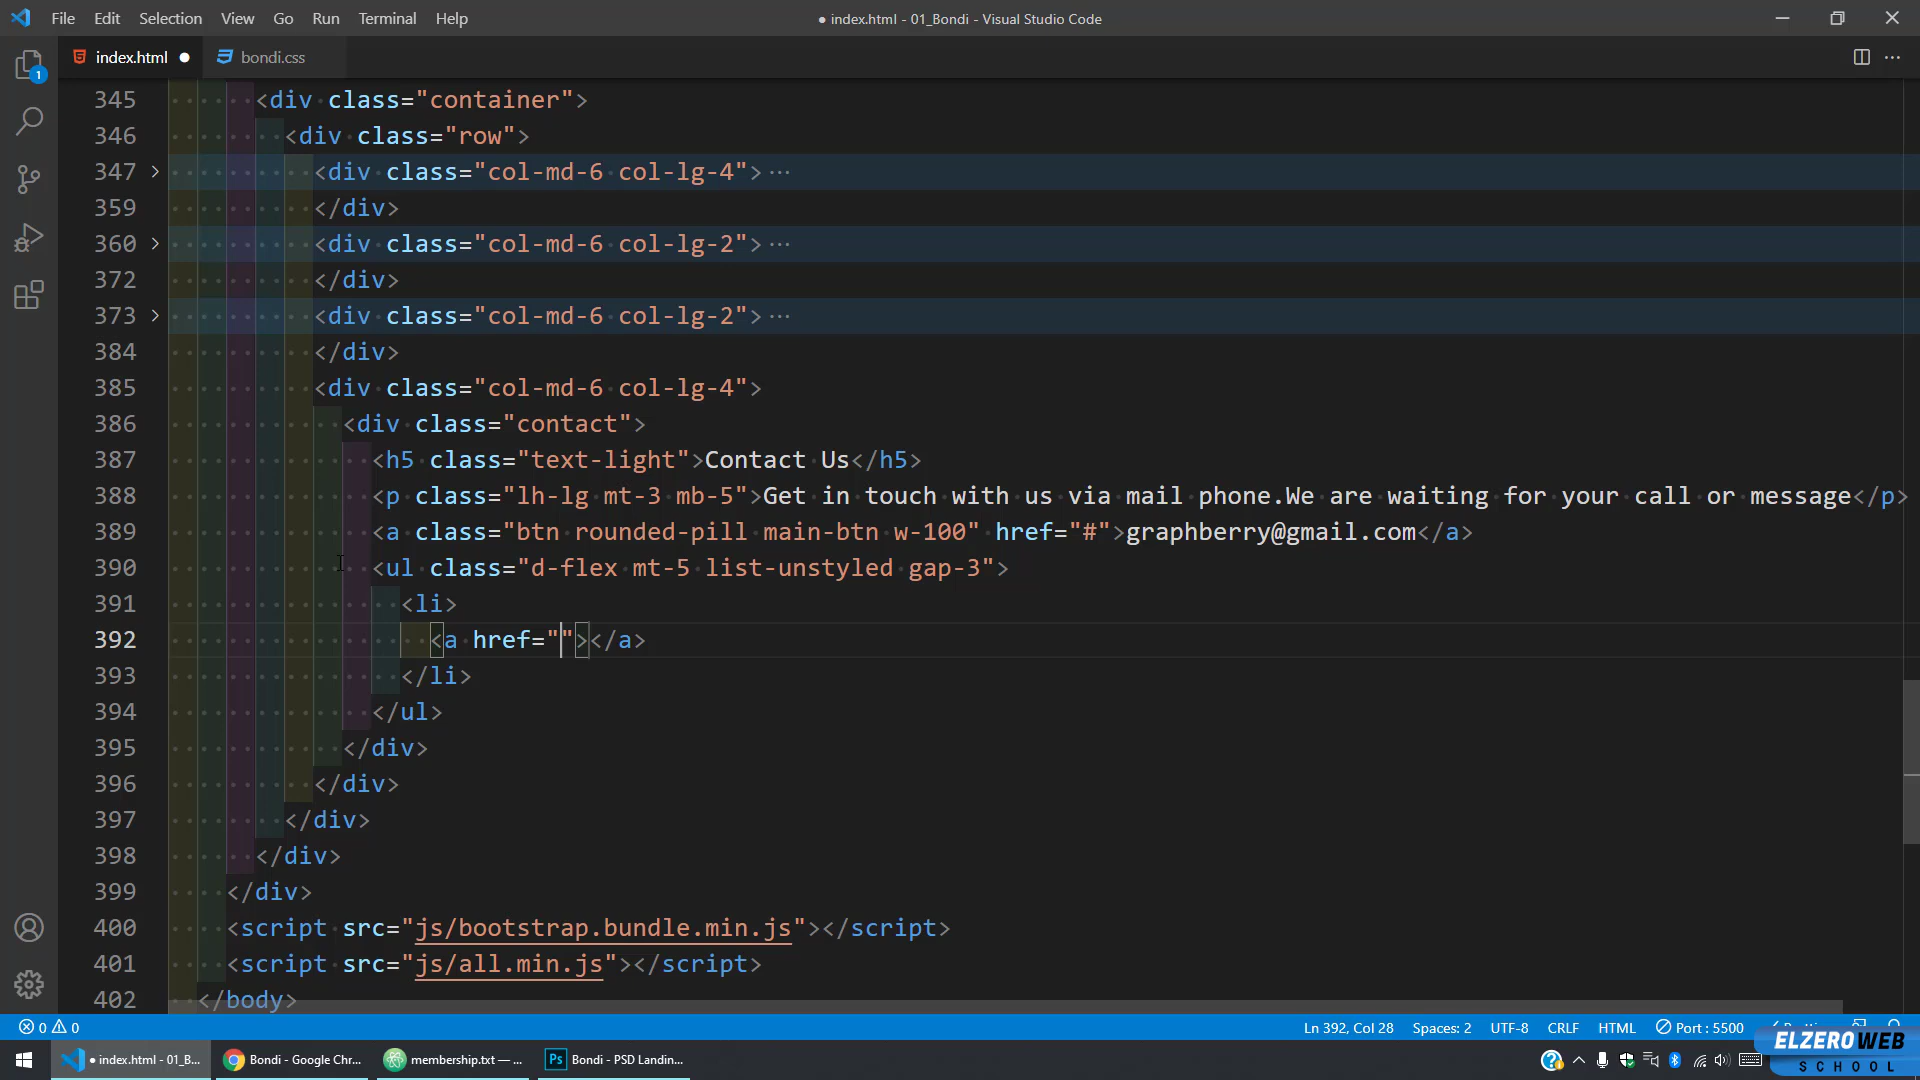 File Edit Selection View Go Run Terminal Help ● index.html - 01_Bondi - Visual Studio Code
index.html ● bondi.css
1
345 <div class="container">
346 <div class="row">
347 <div class="col-md-6 col-lg-4">···
359 </div>
360 <div class="col-md-6 col-lg-2">···
372 </div>
373 <div class="col-md-6 col-lg-2">···
384 </div>
385 <div class="col-md-6 col-lg-4">
386 <div class="contact">
387 <h5 class="text-light">Contact Us</h5>
388 <p class="lh-lg mt-3 mb-5">Get in touch with us via mail phone.We are waiting for your call or message</p>
389 <a class="btn rounded-pill main-btn w-100" href="#">graphberry@gmail.com</a>
390 <ul class="d-flex mt-5 list-unstyled gap-3">
391 <li>
392 <a href=""></a>
393 </li>
394 </ul>
395 </div>
396 </div>
397 </div>
398 </div>
399 </div>
400 <script src="js/bootstrap.bundle.min.js"></script>
401 <script src="js/all.min.js"></script>
402 </body>
0 0 Ln 392, Col 28 Spaces: 2 UTF-8 CRLF HTML Port : 5500
● index.html - 01_B... Bondi - Google Chr... membership.txt — ... Ps Bondi - PSD Landin...
ELZEROWEB
SCHOOL